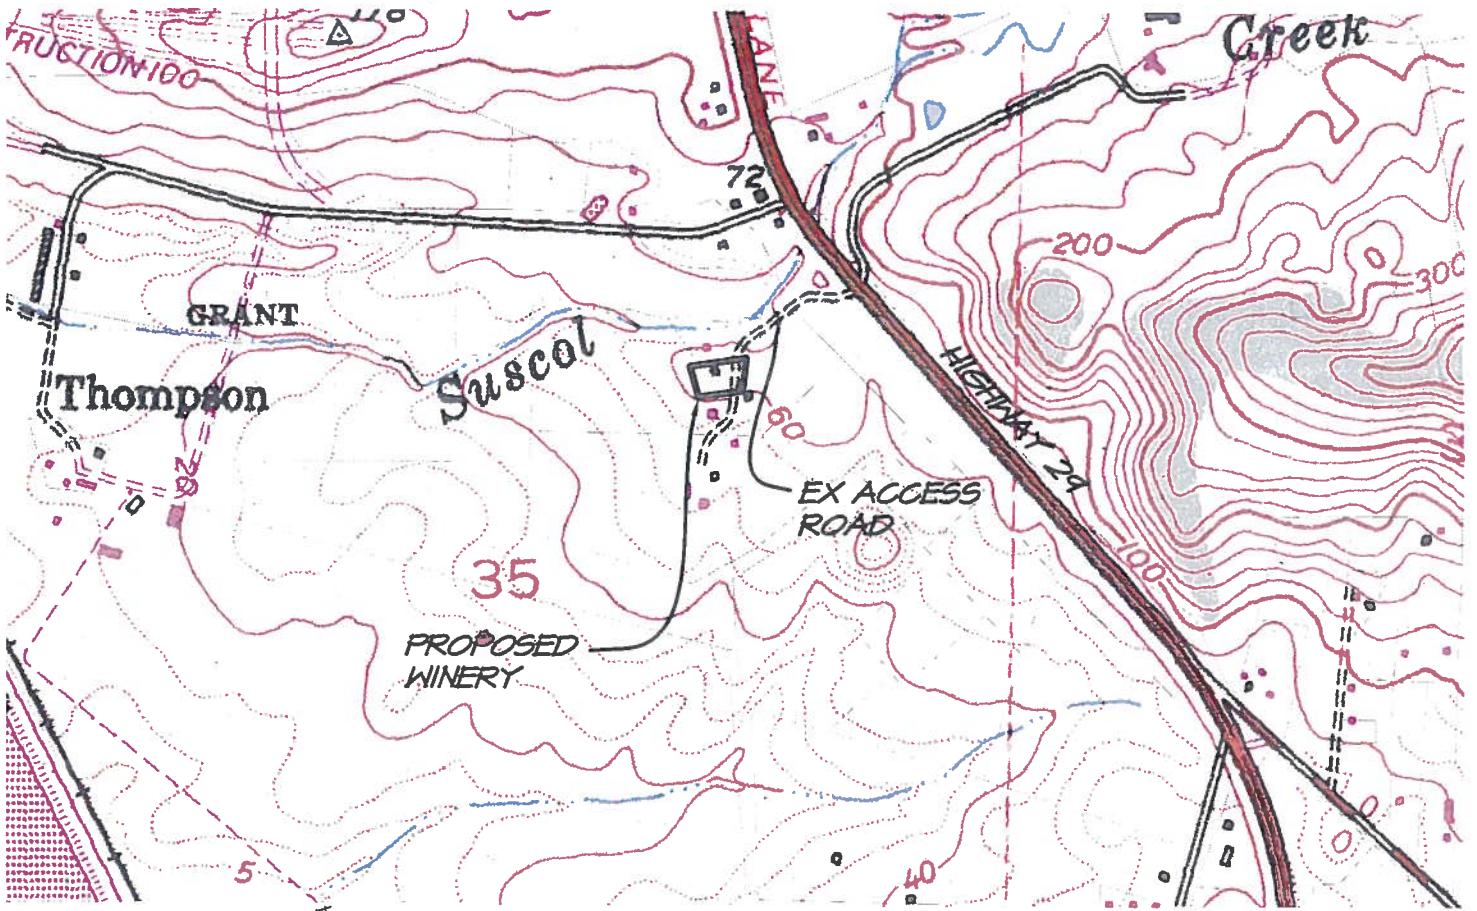 TRUCTION 100
LANE
Creek
72
200
300
GRANT
Suscol
Thompson
HIGHWAY 29
60
EX ACCESS
ROAD
100
35
PROPOSED
WINERY
5
40